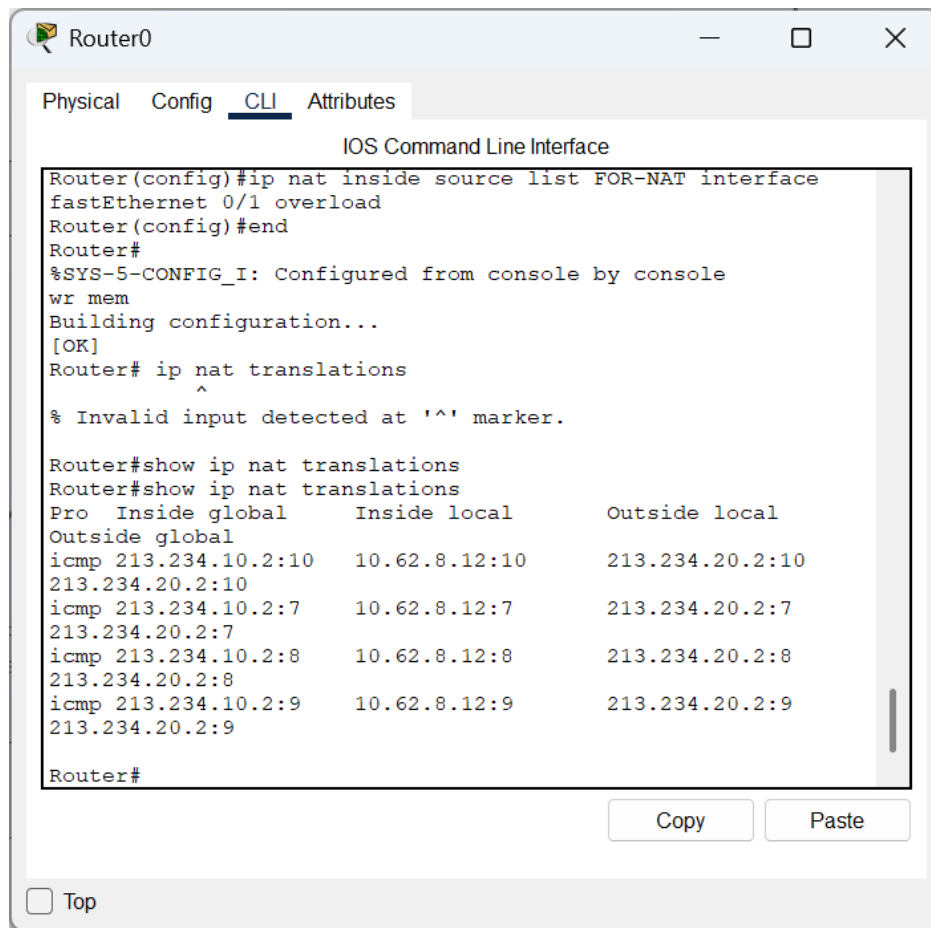 Router0
Physical Config CLI Attributes
IOS Command Line Interface
Router(config)#ip nat inside source list FOR-NAT interface
fastEthernet 0/1 overload
Router(config)#end
Router#
%SYS-5-CONFIG_I: Configured from console by console
wr mem
Building configuration...
[OK]
Router# ip nat translations
^
% Invalid input detected at '^' marker.
Router#show ip nat translations
Router#show ip nat translations
Pro Inside global Inside local Outside local
Outside global
icmp 213.234.10.2:10 10.62.8.12:10 213.234.20.2:10
213.234.20.2:10
icmp 213.234.10.2:7 10.62.8.12:7 213.234.20.2:7
213.234.20.2:7
icmp 213.234.10.2:8 10.62.8.12:8 213.234.20.2:8
213.234.20.2:8
icmp 213.234.10.2:9 10.62.8.12:9 213.234.20.2:9
213.234.20.2:9
Router#
Copy Paste
Top